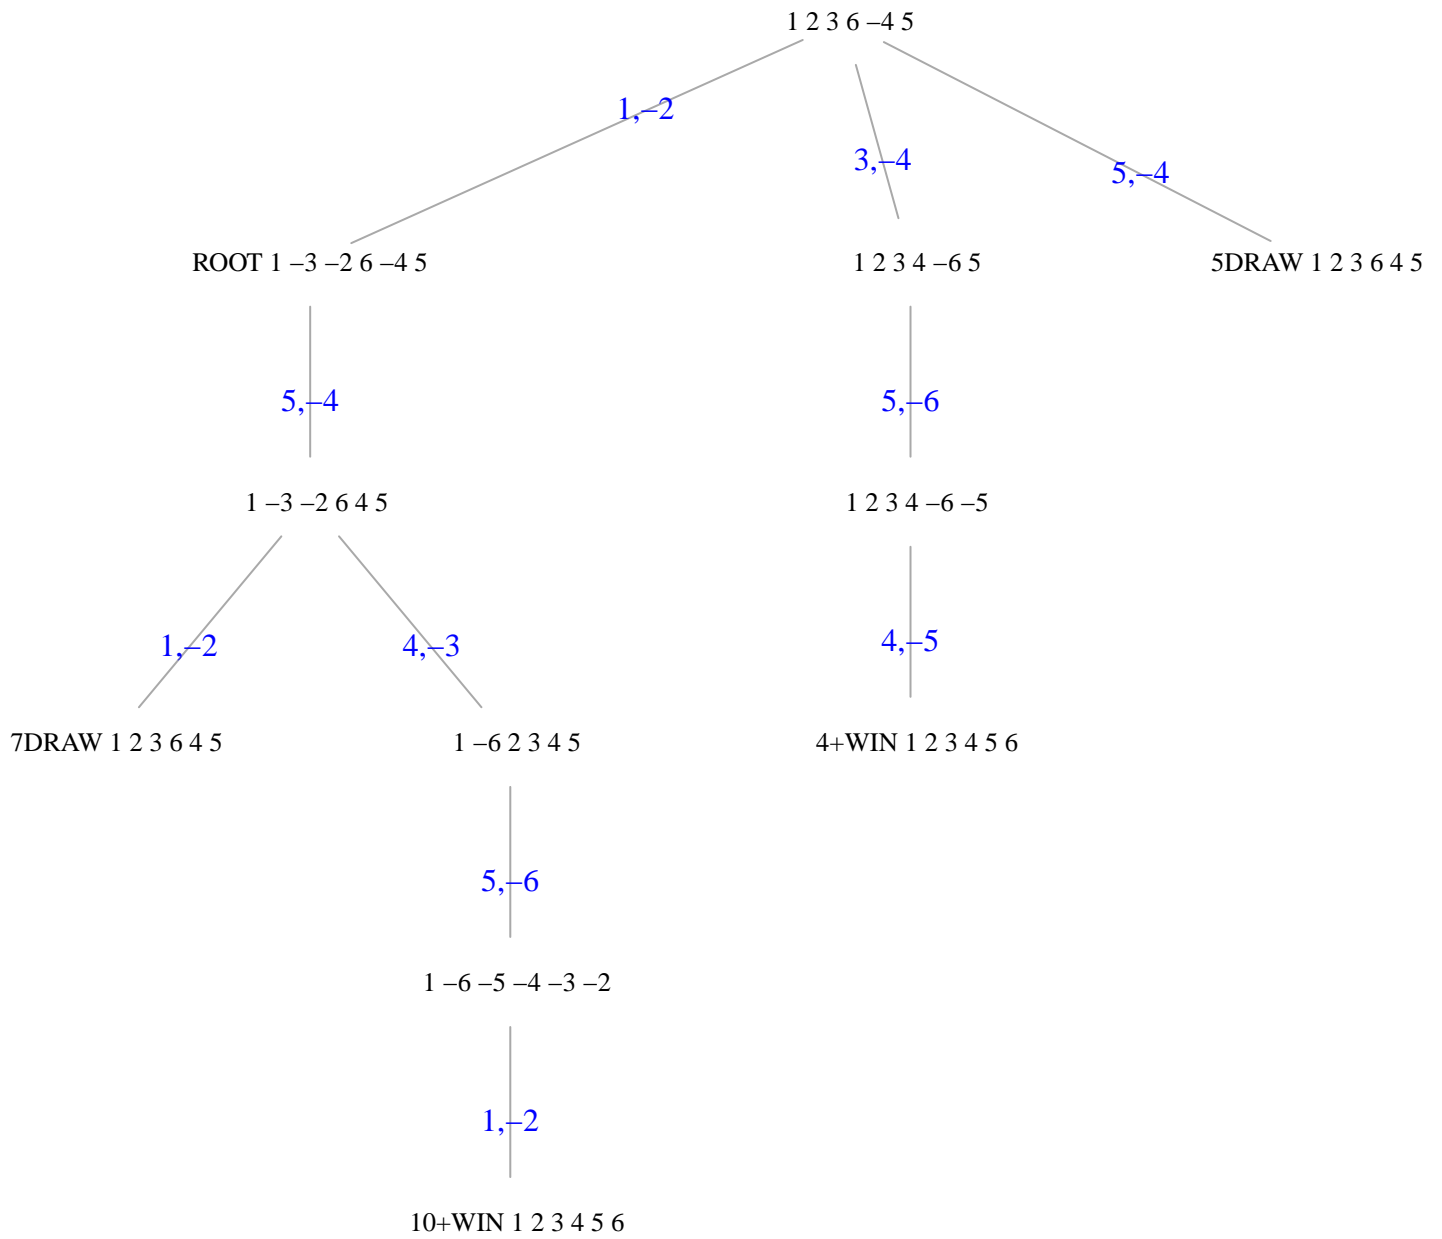 1 2 3 6 –4 5
1,–2
3,–4
5,–4
ROOT 1 –3 –2 6 –4 5
1 2 3 4 –6 5
5DRAW 1 2 3 6 4 5
5,–4
5,–6
1 –3 –2 6 4 5
1 2 3 4 –6 –5
1,–2
4,–3
4,–5
7DRAW 1 2 3 6 4 5
1 –6 2 3 4 5
4+WIN 1 2 3 4 5 6
5,–6
1 –6 –5 –4 –3 –2
1,–2
10+WIN 1 2 3 4 5 6